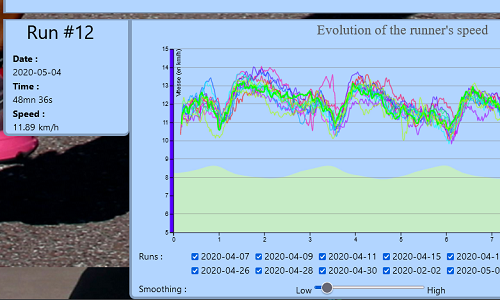 Run #12
Date :
2020-05-04
Time :
48mn 36s
Speed :
11.89 km/h
Evolution of the runner's speed
Vitesse (en km/h)
15
14
13
12
11
10
9
8
7
6
5
0 1 2 3 4 5 6 7
Runs :
2020-04-07 2020-04-09 2020-04-11 2020-04-15
2020-04-26 2020-04-28 2020-04-30 2020-02-02
Smoothing : Low High